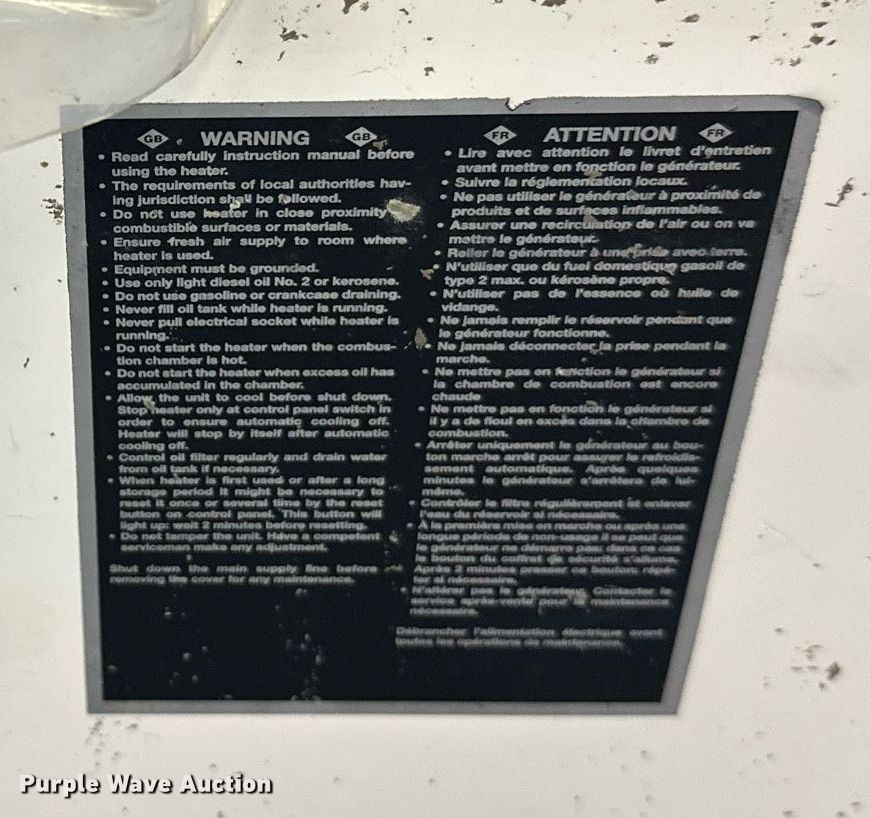 GB WARNING GB
• Read carefully instruction manual before
using the heater.
• The requirements of local authorities hav-
ing jurisdiction shall be followed.
• Do not use heater in close proximity
combustible surfaces or materials.
• Ensure fresh air supply to room where
heater is used.
• Equipment must be grounded.
• Use only light diesel oil No. 2 or kerosene.
• Do not use gasoline or crankcase draining.
• Never fill oil tank while heater is running.
• Never pull electrical socket while heater is
running.
• Do not start the heater when the combus-
tion chamber is hot.
• Do not start the heater when excess oil has
accumulated in the chamber.
• Allow the unit to cool before shut down.
Stop heater only at control panel switch in
order to ensure automatic cooling off.
Heater will stop by itself after automatic
cooling off.
• Control oil filter regularly and drain water
from oil tank if necessary.
• When heater is first used or after a long
storage period it might be necessary to
reset it once or several time by the reset
button on control panel. This button will
light up: wait 2 minutes before resetting.
• Do not tamper the unit. Have a competent
serviceman make any adjustment.
Shut down the main supply line before
removing the cover for any maintenance.
FR ATTENTION FR
• Lire avec attention le livret d'entretien
avant mettre en fonction le générateur.
• Suivre la réglementation locaux.
• Ne pas utiliser le générateur à proximité de
produits et de surfaces inflammables.
• Assurer une recirculation de l'air ou on va
mettre le générateur.
• Relier le générateur à une prise avec terre.
• N'utiliser que du fuel domestique gasoil de
type 2 max. ou kérosène propre.
• N'utiliser pas de l'essence où huile de
vidange.
• Ne jamais remplir le réservoir pendant que
le générateur fonctionne.
• Ne jamais déconnecter la prise pendant la
marche.
• Ne mettre pas en fonction le générateur si
la chambre de combustion est encore
chaude
• Ne mettre pas en fonction le générateur si
il y a de fioul en excès dans la chambre de
combustion.
• Arrêter uniquement le générateur au bou-
ton marche arrêt pour assurer le refroidis-
sement automatique. Après quelques
minutes le générateur s'arrêtera de lui-
même.
• Contrôler le filtre régulièrement et enlever
l'eau du réservoir si nécessaire.
• À la première mise en marche ou après une
longue période de non-usage il se peut que
le générateur ne démarre pas: dans ce cas
le bouton du coffret de sécurité s'allume.
Après 2 minutes presser ce bouton, répé-
ter si nécessaire.
• N'altérer pas le générateur. Contacter le
service après-vente pour la maintenance
nécessaire.
Débrancher l'alimentation électrique avant
toutes les opérations de maintenance.
Purple Wave Auction